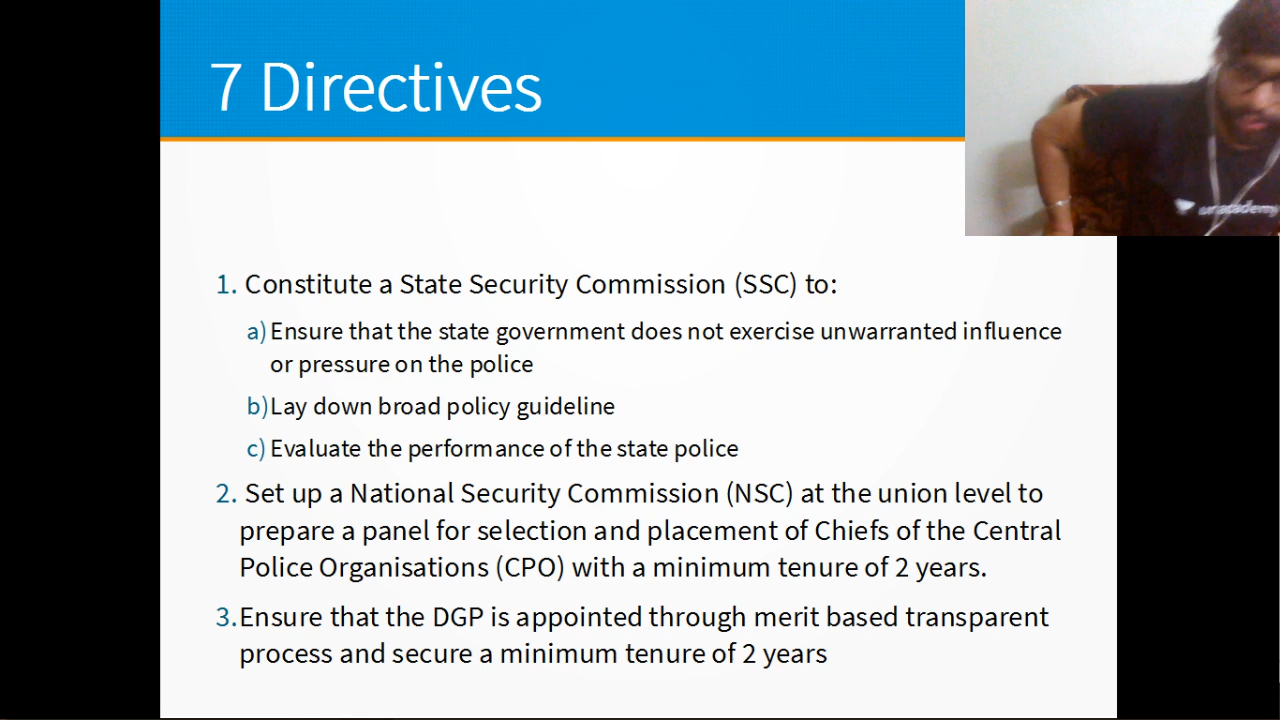 7 Directives
unacademy
1. Constitute a State Security Commission (SSC) to:
a) Ensure that the state government does not exercise unwarranted influence
or pressure on the police
b) Lay down broad policy guideline
c) Evaluate the performance of the state police
2. Set up a National Security Commission (NSC) at the union level to
prepare a panel for selection and placement of Chiefs of the Central
Police Organisations (CPO) with a minimum tenure of 2 years.
3. Ensure that the DGP is appointed through merit based transparent
process and secure a minimum tenure of 2 years